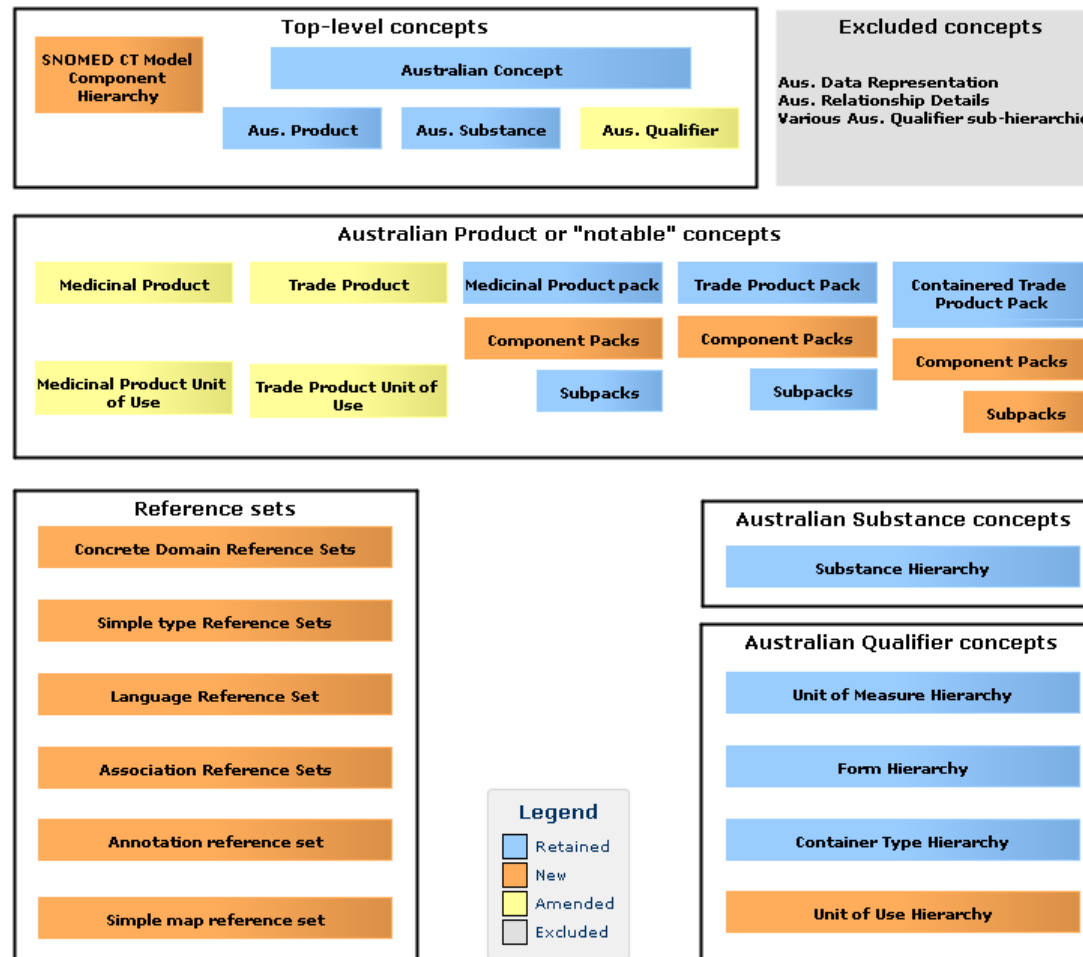 Top-level concepts
SNOMED CT Model
Component
Hierarchy
Australian Concept
Aus. Product
Aus. Substance
Aus. Qualifier
Excluded concepts
Aus. Data Representation
Aus. Relationship Details
Various Aus. Qualifier
Australian Product or "notable" concepts
Medicinal Product
Trade Product
Medicinal Product pack
Trade Product Pack
Containered Trade
Product Pack
Component Packs
Component Packs
Component Packs
Medicinal Product Unit
of Use
Trade Product Unit of
Use
Subpacks
Subpacks
Subpacks
Reference sets
Concrete Domain Reference Sets
Simple type Reference Sets
Language Reference Set
Association Reference Sets
Annotation reference set
Simple map reference set
Legend
Retained
New
Amended
Excluded
Australian Substance concepts
Substance Hierarchy
Australian Qualifier concepts
Unit of Measure Hierarchy
Form Hierarchy
Container Type Hierarchy
Unit of Use Hierarchy